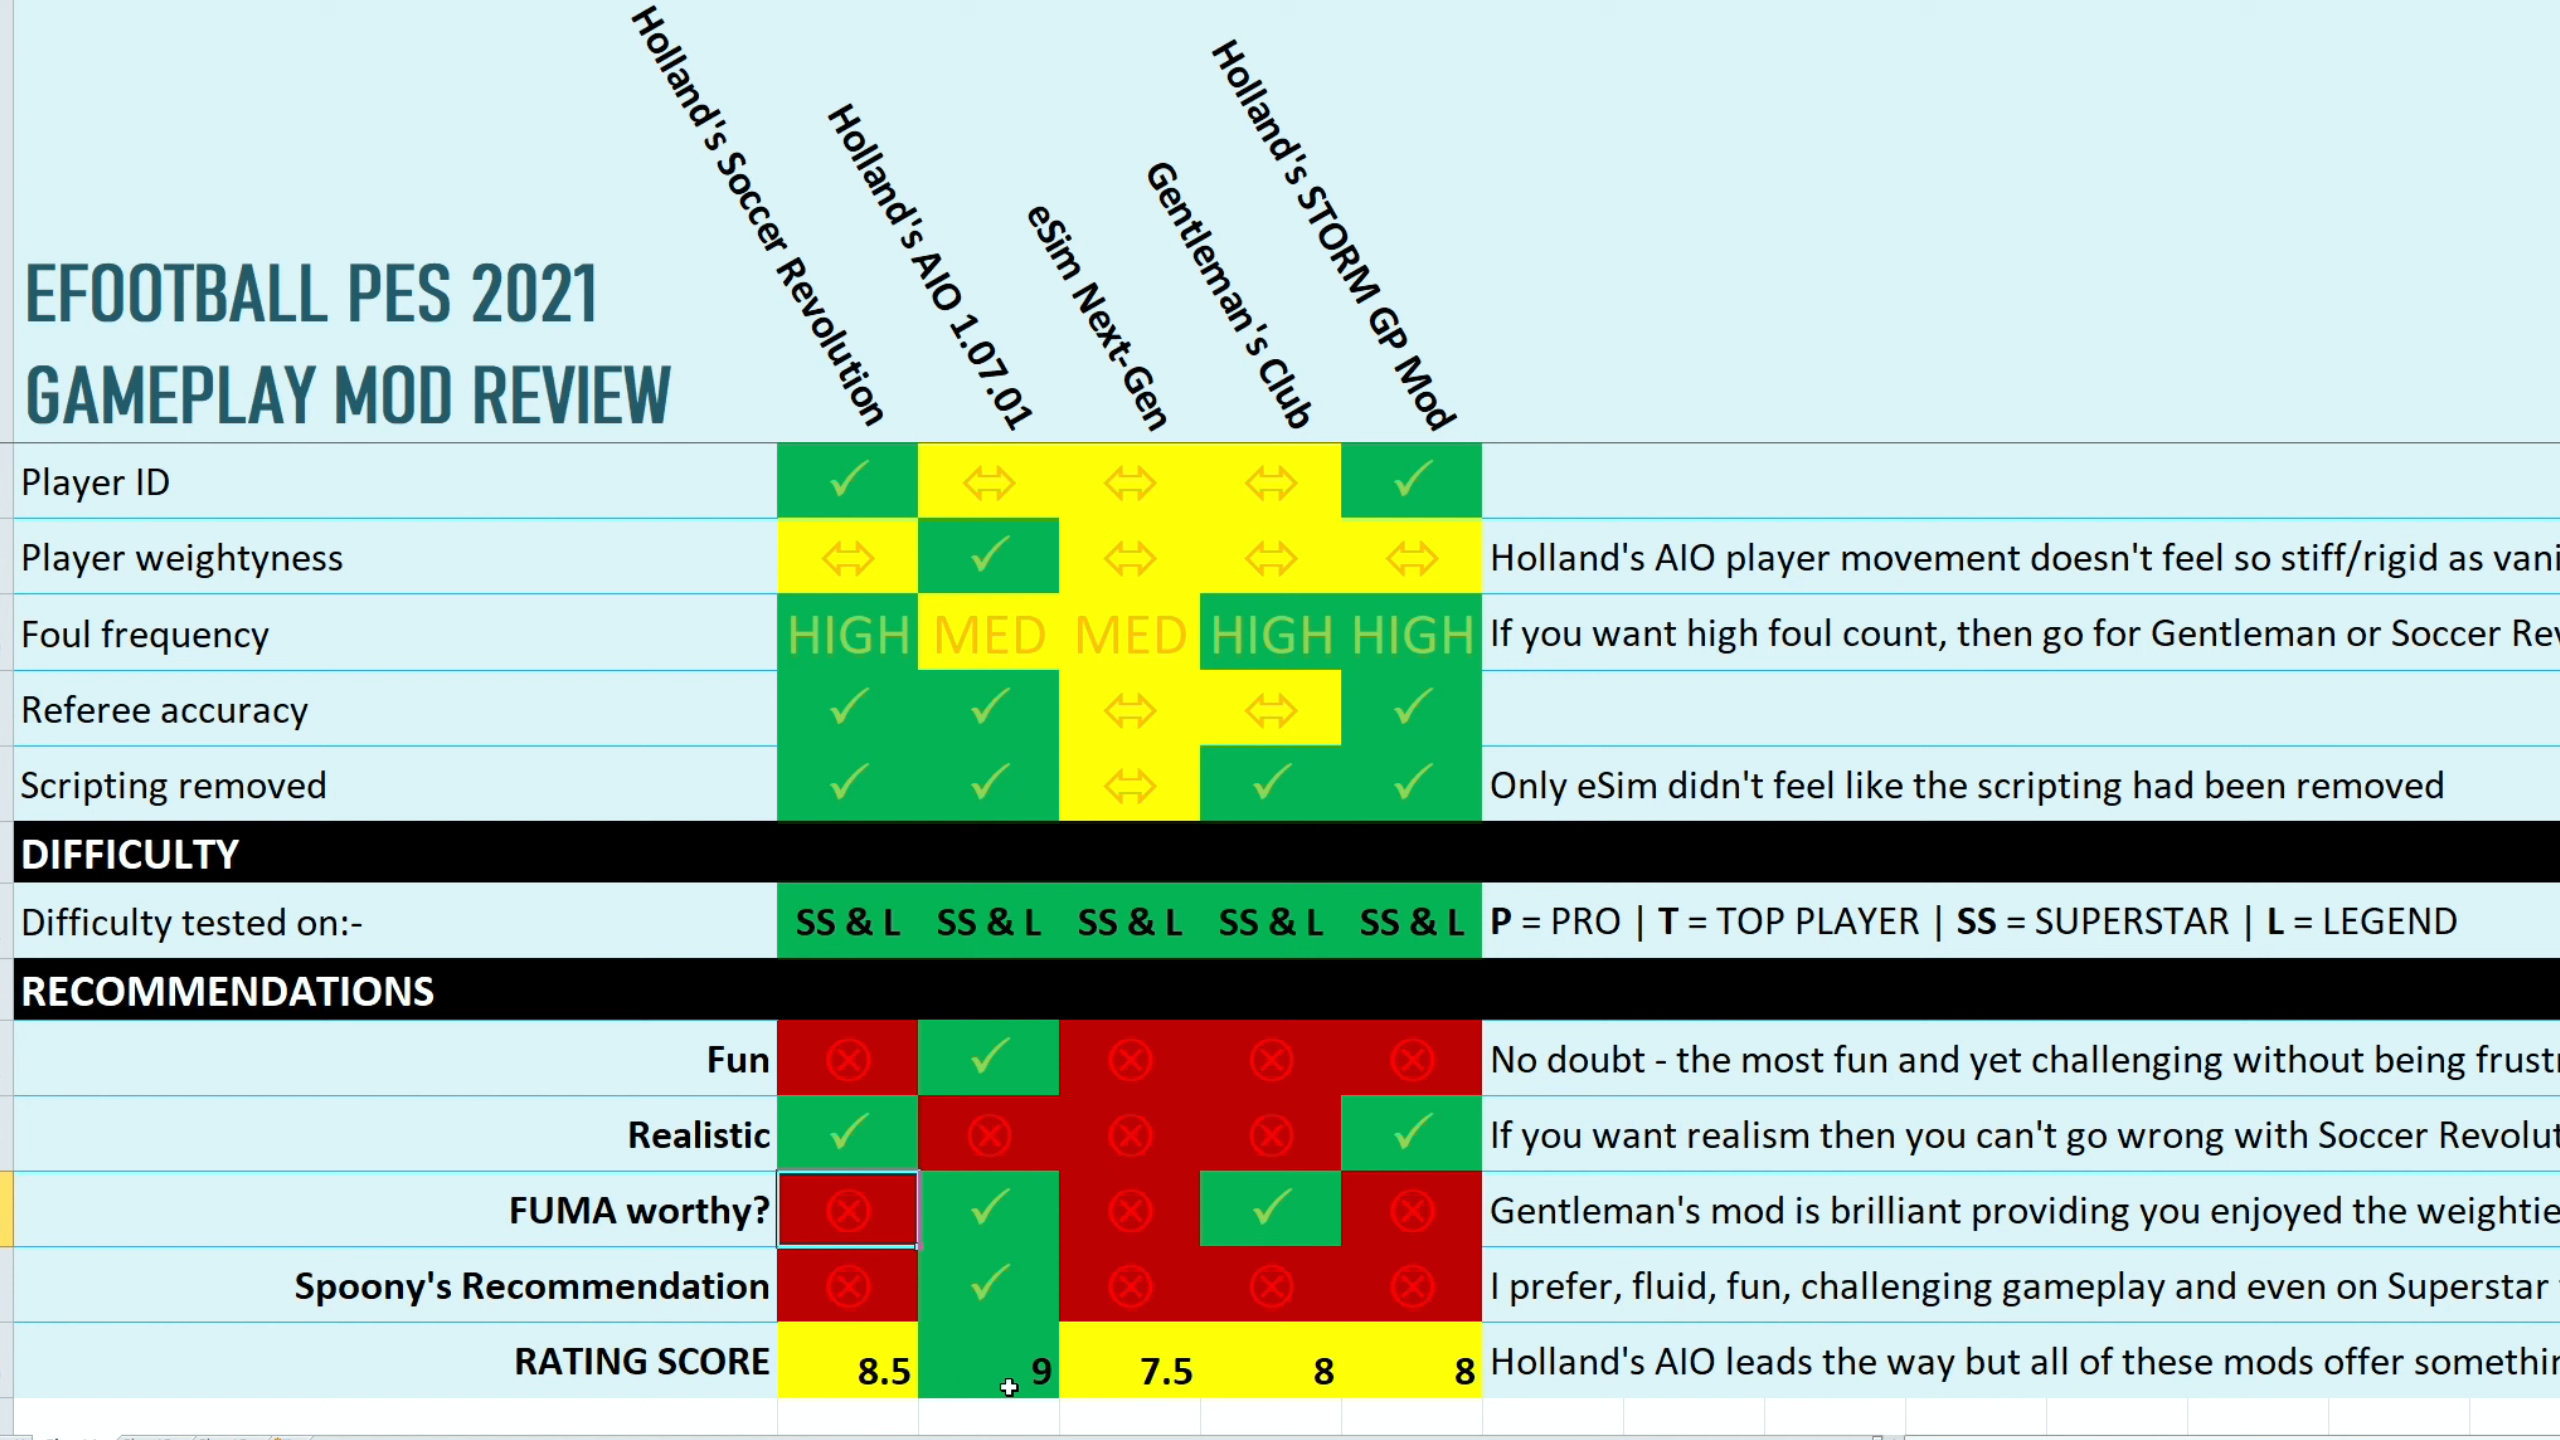 Holland's Soccer Revolution
Holland's AIO 1.07.01
eSim Next-Gen
Gentleman's Club
Holland's STORM GP Mod
EFOOTBALL PES 2021
GAMEPLAY MOD REVIEW
Player ID
Player weightyness
Holland's AIO player movement doesn't feel so stiff/rigid as vani
Foul frequency HIGH MED MED HIGH HIGH If you want high foul count, then go for Gentleman or Soccer Rev
Referee accuracy
Scripting removed Only eSim didn't feel like the scripting had been removed
DIFFICULTY
Difficulty tested on:- SS & L SS & L SS & L SS & L SS & L P = PRO | T = TOP PLAYER | SS = SUPERSTAR | L = LEGEND
RECOMMENDATIONS
Fun No doubt - the most fun and yet challenging without being frustr
Realistic If you want realism then you can't go wrong with Soccer Revolut
FUMA worthy? Gentleman's mod is brilliant providing you enjoyed the weightie
Spoony's Recommendation I prefer, fluid, fun, challenging gameplay and even on Superstar
RATING SCORE 8.5 9 7.5 8 8 Holland's AIO leads the way but all of these mods offer somethin